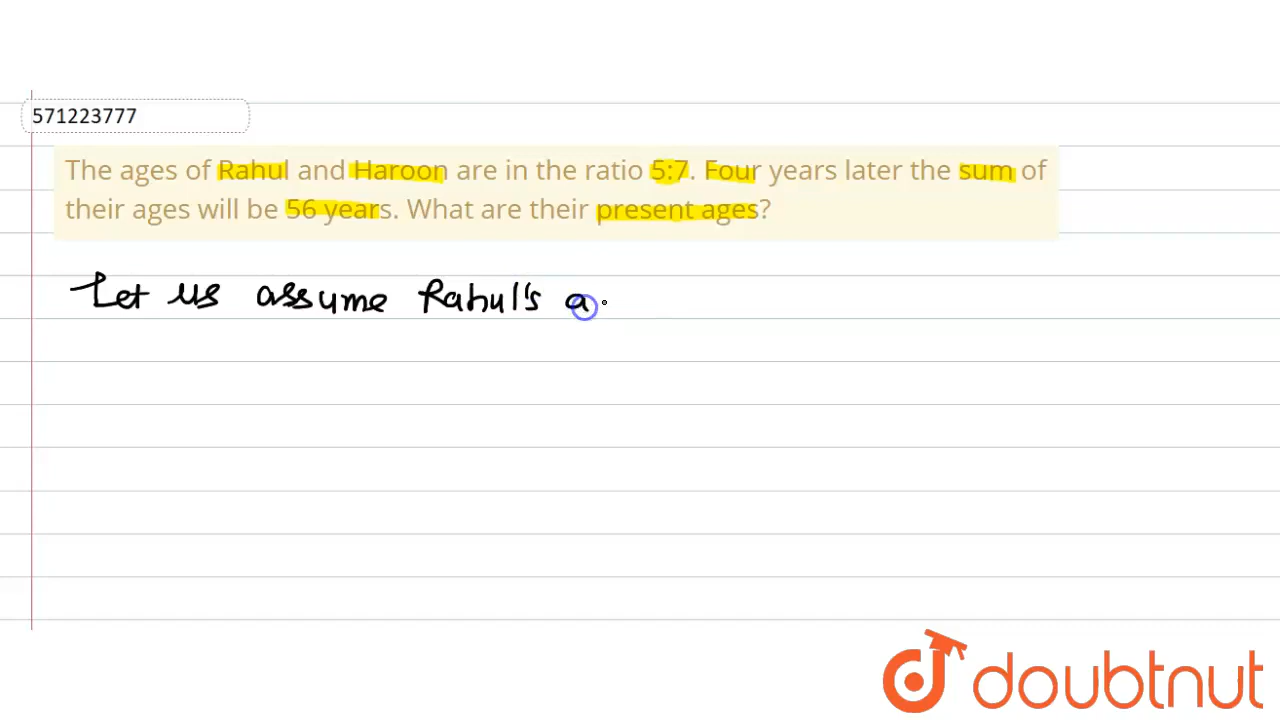 571223777
The ages of Rahul and Haroon are in the ratio 5:7. Four years later the sum of
their ages will be 56 years. What are their present ages?
Let us assume Rahul's a
doubtnut